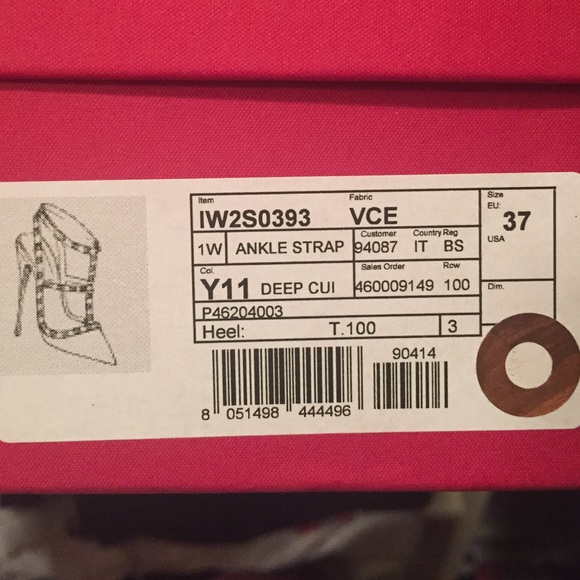 Item Fabric Size
IW2S0393 VCE EU: 37
Customer Country Reg USA
1W ANKLE STRAP 94087 IT BS
Col. Sales Order Row
Y11 DEEP CUI 460009149 100 Dim.
P46204003
Heel: T.100 3
90414
8 051498 444496